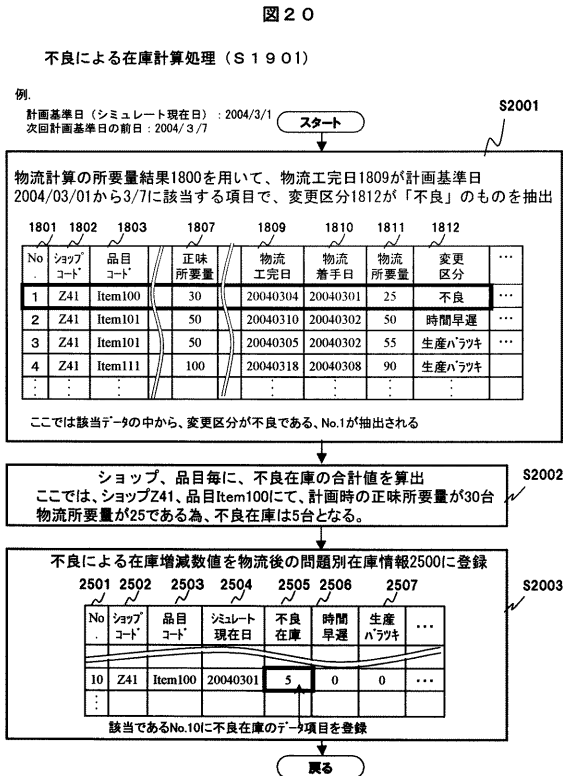 図２０
不良による在庫計算処理（Ｓ１９０１）
例.
計画基準日（シミュレート現在日）：2004/3/1
次回計画基準日の前日：2004/3/7
スタート
S2001
物流計算の所要量結果1800を用いて、物流工完日1809が計画基準日
2004/03/01から3/7に該当する項目で、変更区分1812が「不良」のものを抽出
1801 1802 1803 1807 1809 1810 1811 1812
No. ショップコード 品目コード 正味所要量 物流工完日 物流着手日 物流所要量 変更区分 …
1 Z41 Item100 30 20040304 20040301 25 不良 …
2 Z41 Item101 50 20040310 20040302 50 時間早遅 …
3 Z41 Item101 50 20040305 20040302 55 生産バラツキ …
4 Z41 Item111 100 20040318 20040308 90 生産バラツキ
ここでは該当データの中から、変更区分が不良である、No.1が抽出される
S2002
ショップ、品目毎に、不良在庫の合計値を算出
ここでは、ショップZ41、品目Item100にて、計画時の正味所要量が30台
物流所要量が25である為、不良在庫は5台となる。
S2003
不良による在庫増減数値を物流後の問題別在庫情報2500に登録
2501 2502 2503 2504 2505 2506 2507
No. ショップコード 品目コード シミュレート現在日 不良在庫 時間早遅 生産バラツキ …
10 Z41 Item100 20040301 5 0 0 …
該当であるNo.10に不良在庫のデータ項目を登録
戻る